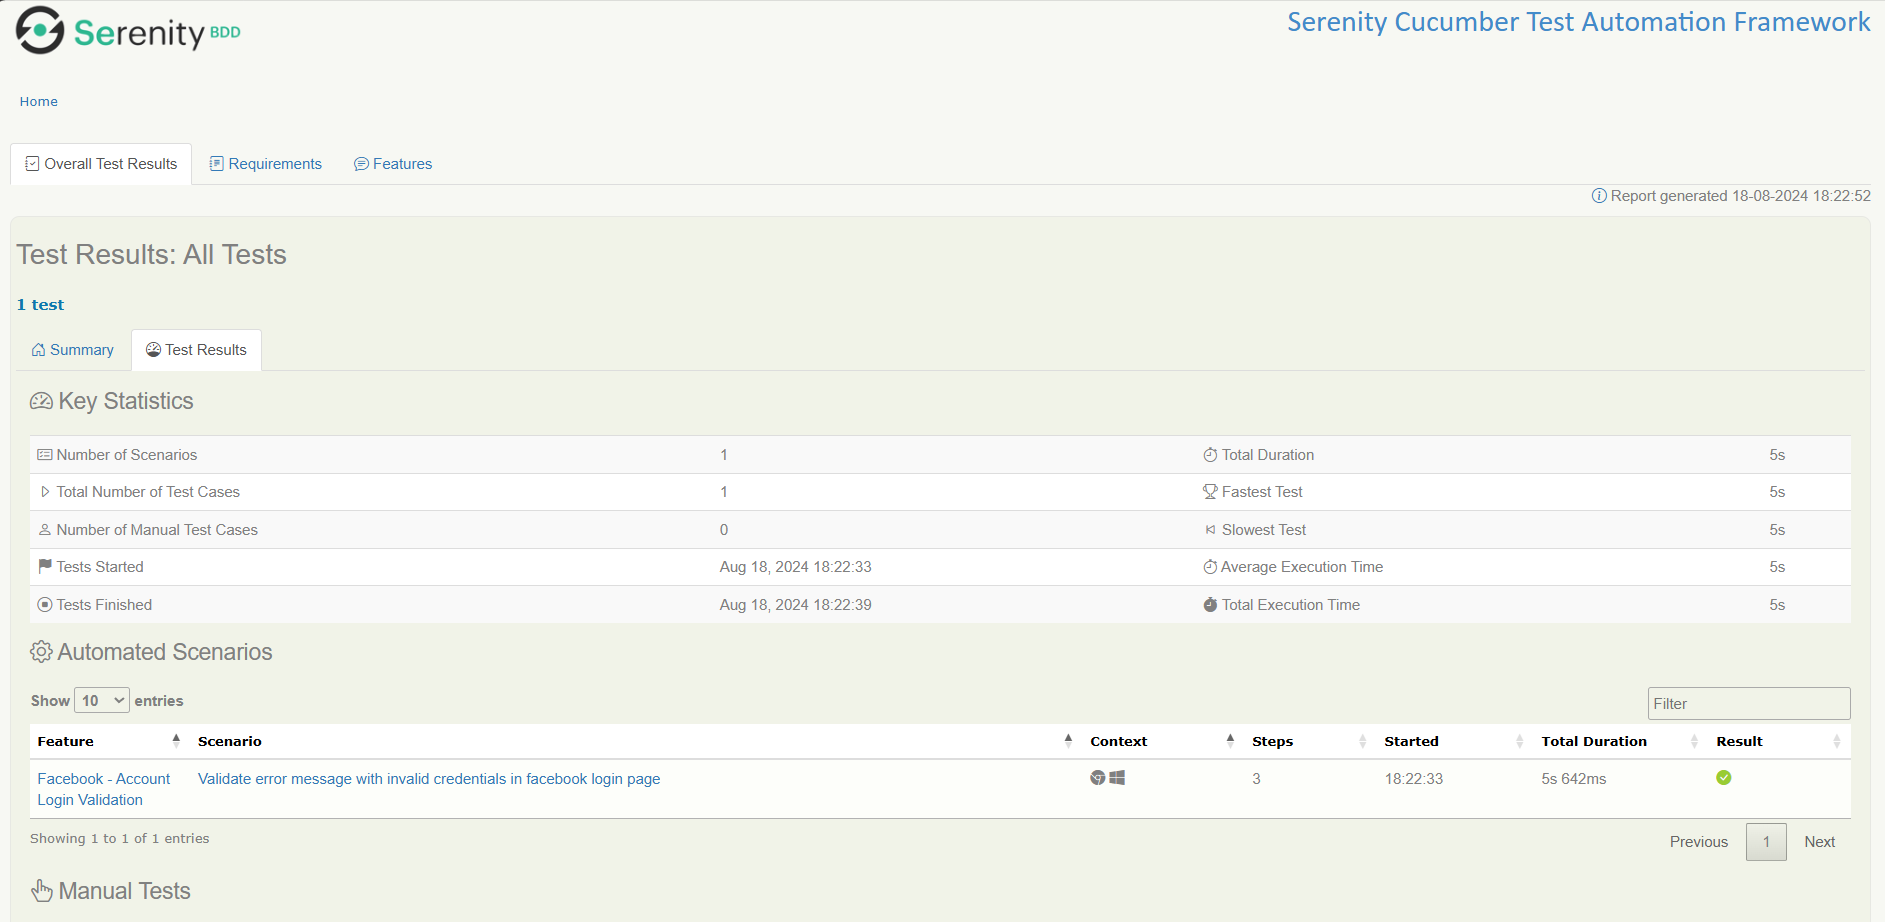 Serenity BDD
Serenity Cucumber Test Automation Framework
Home
Overall Test Results Requirements Features
Report generated 18-08-2024 18:22:52
Test Results: All Tests
1 test
Summary Test Results
Key Statistics
Number of Scenarios 1 Total Duration 5s
Total Number of Test Cases 1 Fastest Test 5s
Number of Manual Test Cases 0 Slowest Test 5s
Tests Started Aug 18, 2024 18:22:33 Average Execution Time 5s
Tests Finished Aug 18, 2024 18:22:39 Total Execution Time 5s
Automated Scenarios
Show 10 entries Filter
Feature Scenario Context Steps Started Total Duration Result
Facebook - Account Validate error message with invalid credentials in facebook login page 3 18:22:33 5s 642ms
Login Validation
Showing 1 to 1 of 1 entries
Previous 1 Next
Manual Tests